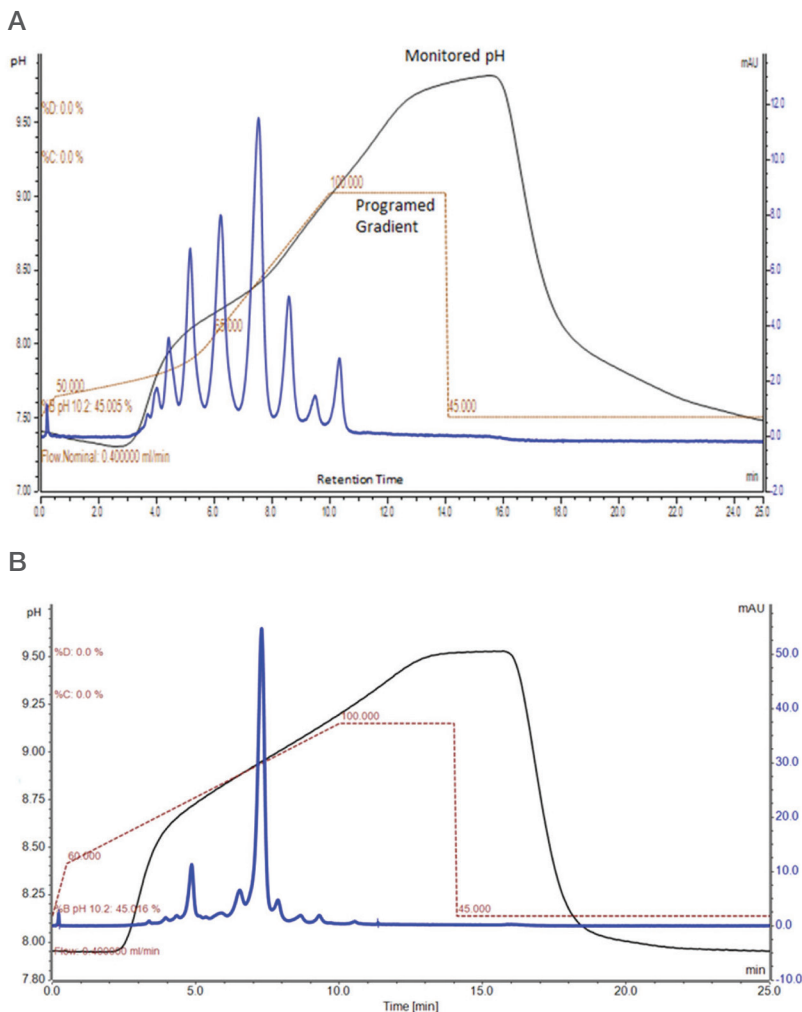 A
pH
Monitored pH
mAU
%D: 0.0 %
12.0
9.50
%C: 0.0 %
10.0
100.000
9.00
8.0
Programed
Gradient
8.50
6.0
4.0
8.00
50.000
2.0
%B pH 10.2: 45.005 %
45.000
7.50
0.0
Flow.Nominal: 0.400000 ml/min
Retention Time
min
7.00
2.0
0.0 2.0 4.0 6.0 8.0 10.0 12.0 14.0 16.0 18.0 20.0 22.0 24.0 25.0
B
pH
mAU
9.50
%D: 0.0 %
50.0
%C: 0.0 %
9.25
40.0
100.000
9.00
30.0
8.75
20.0
8.50
60.000
10.0
8.25
%B pH 10.2: 45.016 %
45.000
8.00
0.0
Flow: 0.400000 ml/min
min
7.80
-10.0
0.0 5.0 10.0 15.0 20.0 25.0
Time [min]